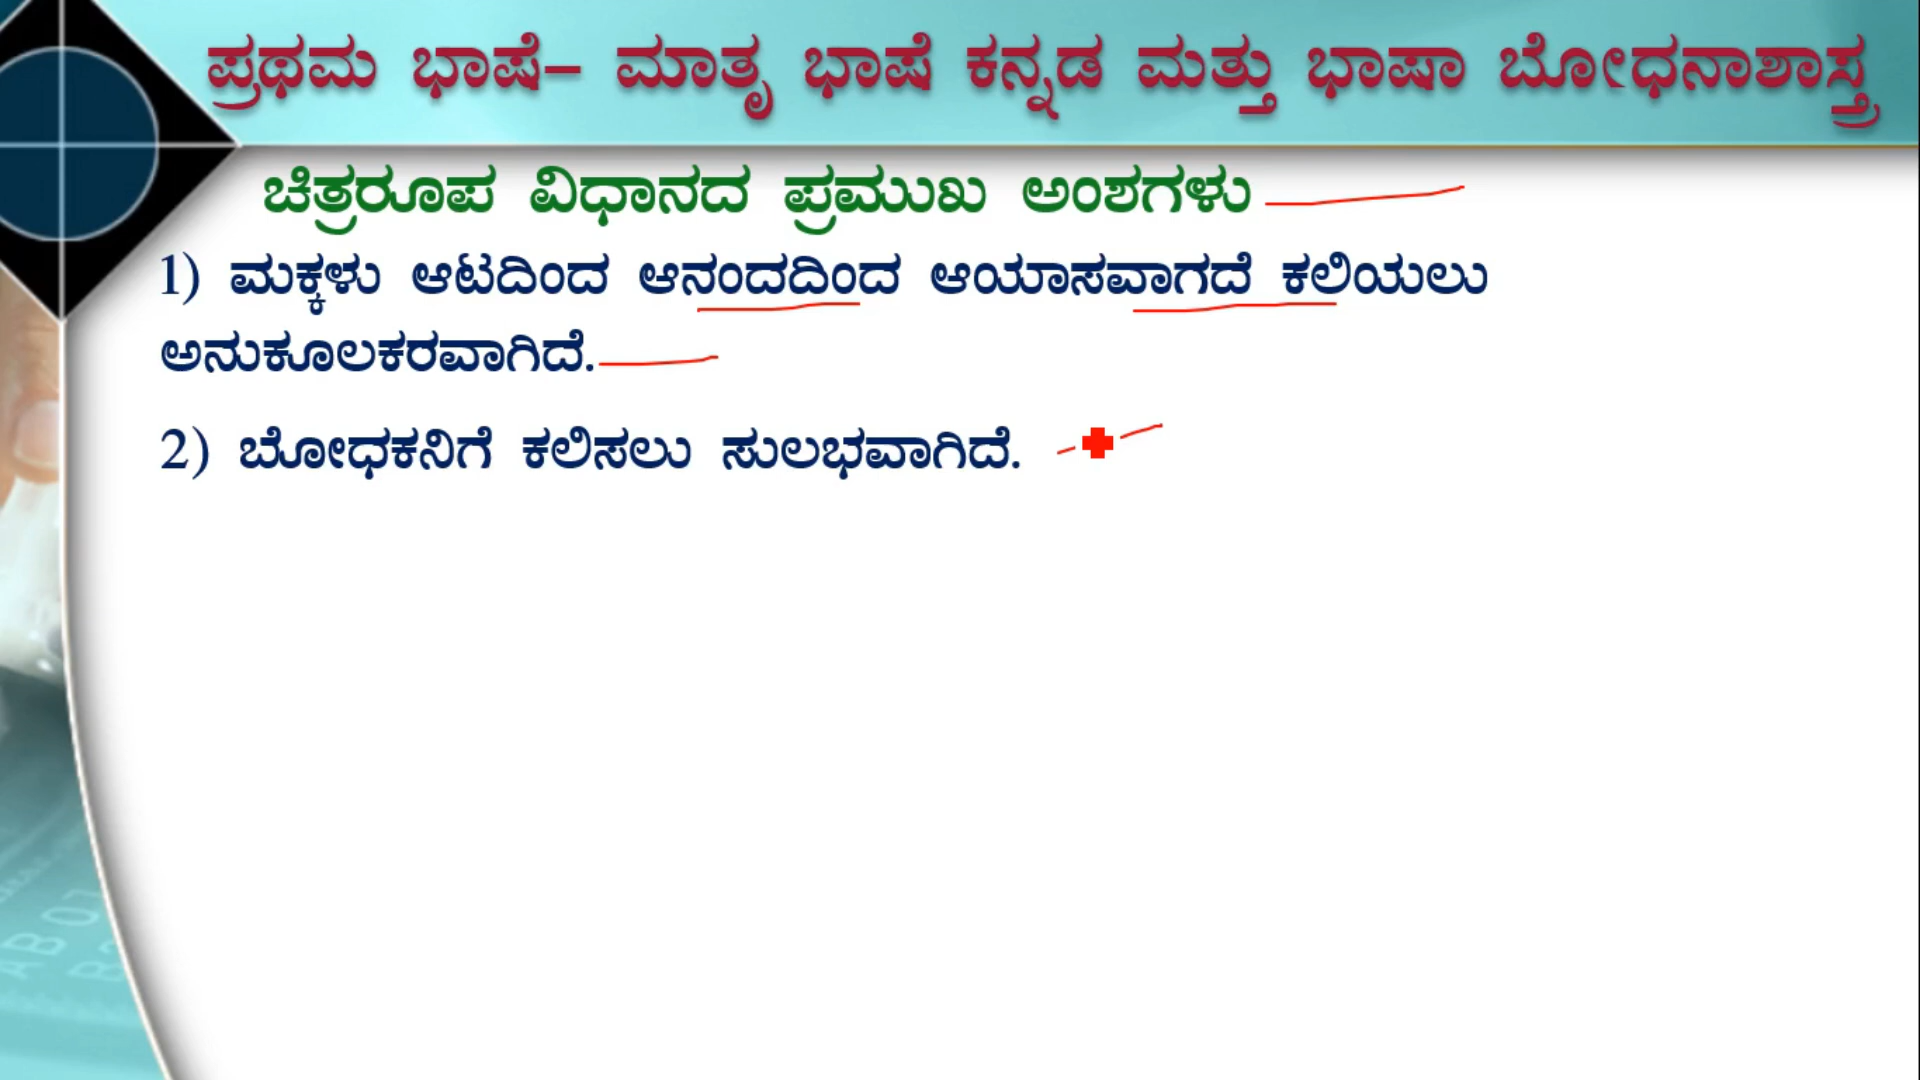 ಪ್ರಥಮ ಭಾಷೆ– ಮಾತೃ ಭಾಷೆ ಕನ್ನಡ ಮತ್ತು ಭಾಷಾ ಬೋಧನಾಶಾಸ್ತ್ರ
ಚಿತ್ರರೂಪ ವಿಧಾನದ ಪ್ರಮುಖ ಅಂಶಗಳು
1) ಮಕ್ಕಳು ಆಟದಿಂದ ಆನಂದದಿಂದ ಆಯಾಸವಾಗದೆ ಕಲಿಯಲು
ಅನುಕೂಲಕರವಾಗಿದೆ.
2) ಬೋಧಕನಿಗೆ ಕಲಿಸಲು ಸುಲಭವಾಗಿದೆ.